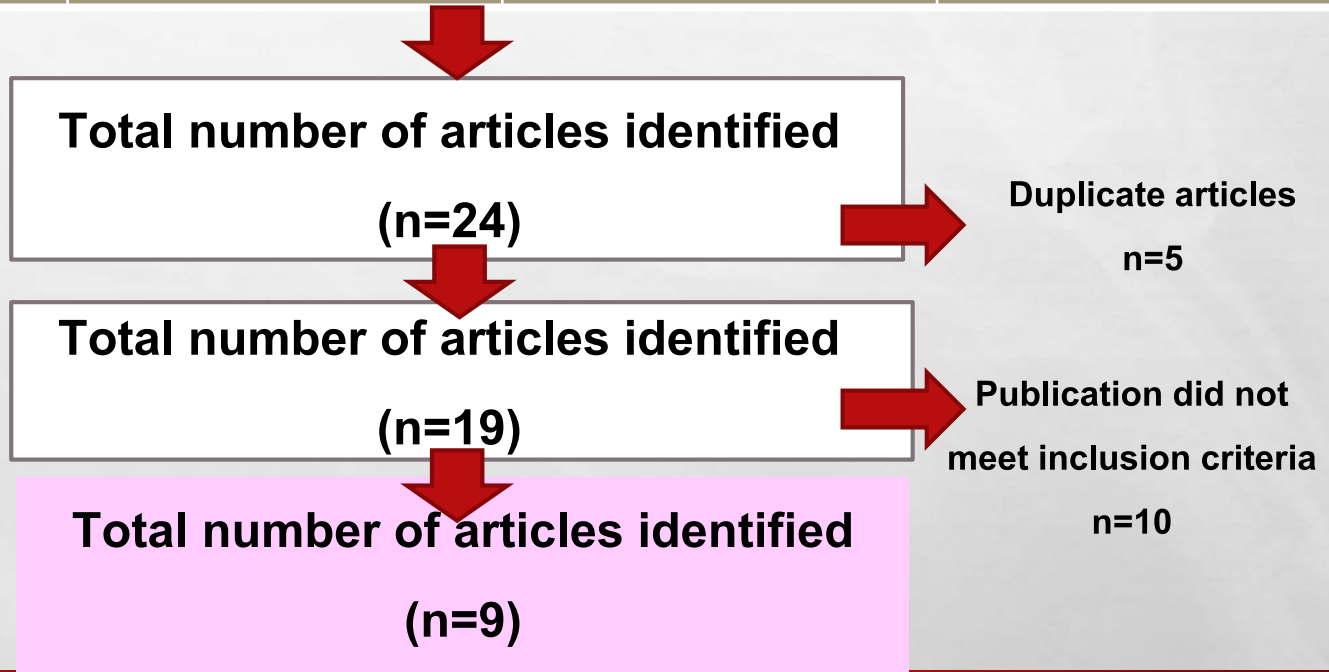 Total number of articles identified
(n=24)
Duplicate articles
n=5
Total number of articles identified
(n=19)
Publication did not
meet inclusion criteria
n=10
Total number of articles identified
(n=9)